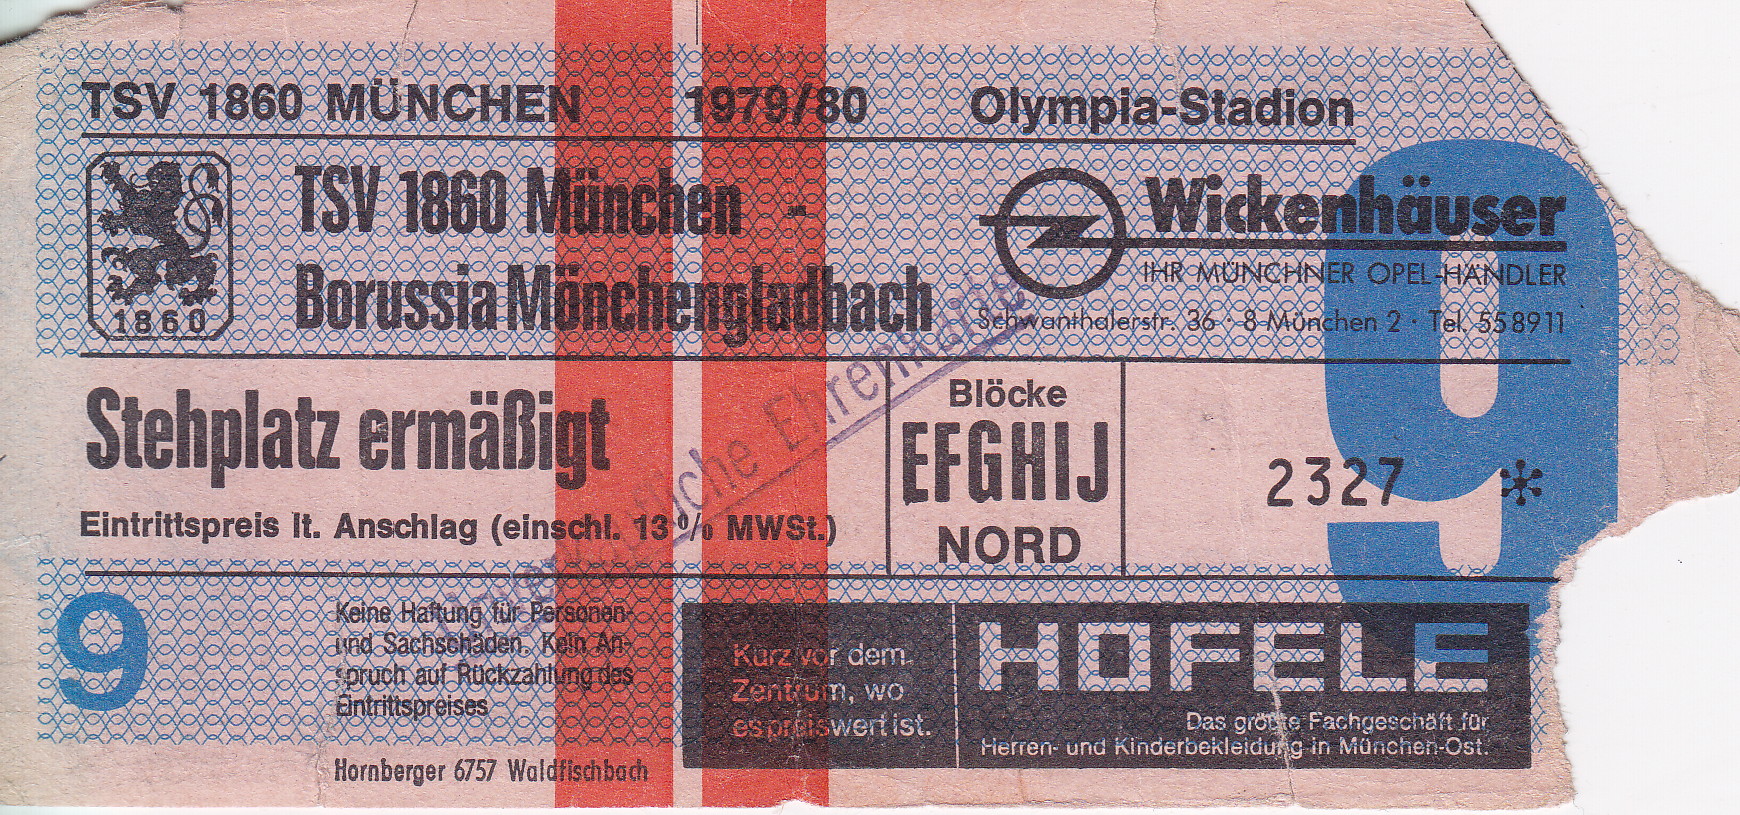 TSV 1860 MÜNCHEN 1979/80 Olympia-Stadion
1860
TSV 1860 München -
Borussia Mönchengladbach
Wickenhäuser
IHR MÜNCHNER OPEL-HÄNDLER
Schwanthalerstr. 36 · 8 München 2 · Tel. 558911
9
Stehplatz ermäßigt
Eintrittspreis lt. Anschlag (einschl. 13% MWSt.)
Ehrenkarte
Blöcke
EFGHIJ
NORD
2327 *
9
Keine Haftung für Personen-
und Sachschäden. Kein An-
spruch auf Rückzahlung des
Eintrittspreises
Hornberger 6757 Waldfischbach
Kurz vor dem
Zentrum, wo
es preiswert ist.
HOFELE
Das größte Fachgeschäft für
Herren- und Kinderbekleidung in München-Ost.